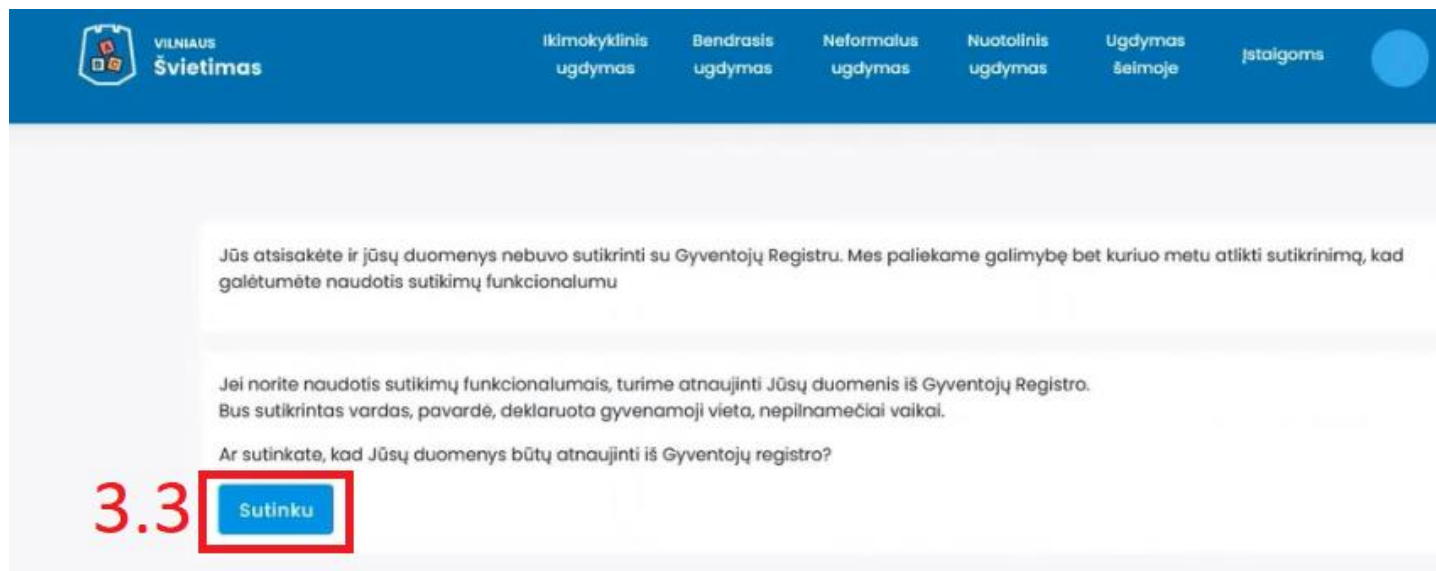 VILNIAUS
Švietimas
Ikimokyklinis
ugdymas
Bendrasis
ugdymas
Neformalus
ugdymas
Nuotolinis
ugdymas
Ugdymas
šeimoje
Įstaigoms
Jūs atsisakėte ir jūsų duomenys nebuvo sutikrinti su Gyventojų Registru. Mes paliekame galimybę bet kuriuo metu atlikti sutikrinimą, kad
galėtumėte naudotis sutikimų funkcionalumu
Jei norite naudotis sutikimų funkcionalumais, turime atnaujinti Jūsų duomenis iš Gyventojų Registro.
Bus sutikrintas vardas, pavardė, deklaruota gyvenamoji vieta, nepilnamečiai vaikai.
Ar sutinkate, kad Jūsų duomenys būtų atnaujinti iš Gyventojų registro?
3.3
Sutinku